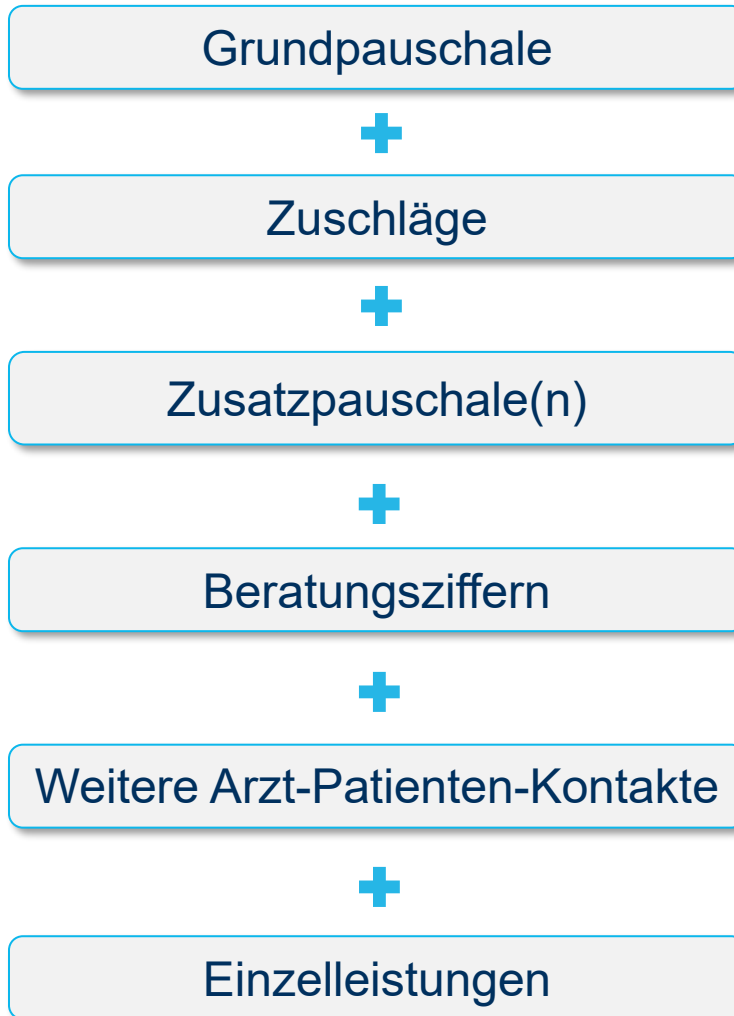 Grundpauschale
Zuschläge
Zusatzpauschale(n)
Beratungsziffern
Weitere Arzt-Patienten-Kontakte
Einzelleistungen